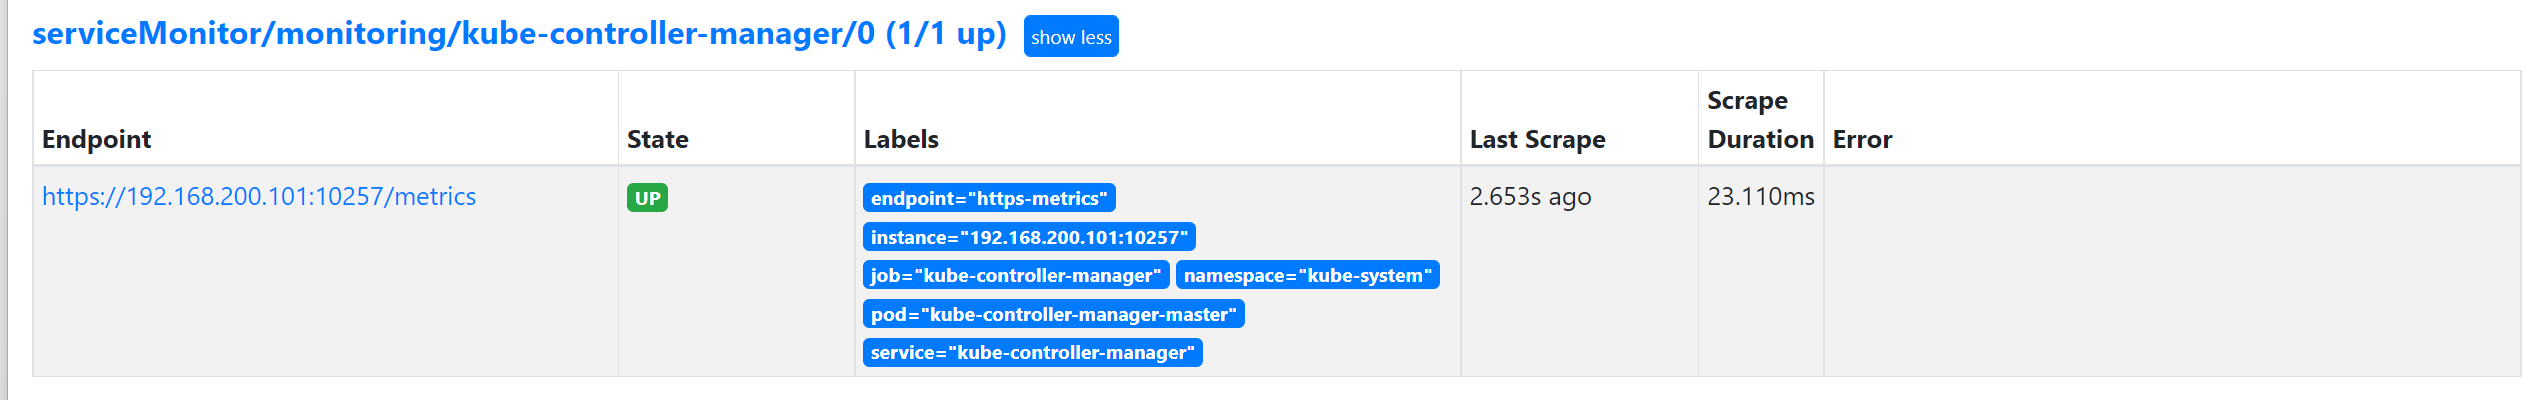 serviceMonitor/monitoring/kube-controller-manager/0 (1/1 up) show less
Endpoint State Labels Last Scrape Scrape Duration Error
https://192.168.200.101:10257/metrics UP endpoint="https-metrics" 2.653s ago 23.110ms
instance="192.168.200.101:10257"
job="kube-controller-manager" namespace="kube-system"
pod="kube-controller-manager-master"
service="kube-controller-manager"